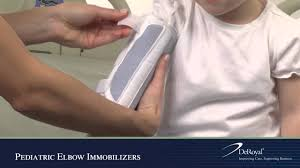 DeRoyal®
Improving Care. Improving Business.
PEDIATRIC ELBOW IMMOBILIZERS